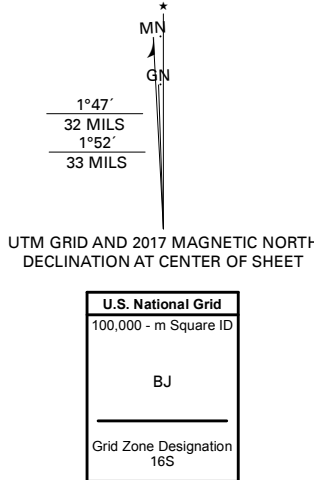 MN
GN
1°47´
32 MILS
1°52´
33 MILS
UTM GRID AND 2017 MAGNETIC NORTH
DECLINATION AT CENTER OF SHEET
U.S. National Grid
100,000 - m Square ID
BJ
Grid Zone Designation
16S